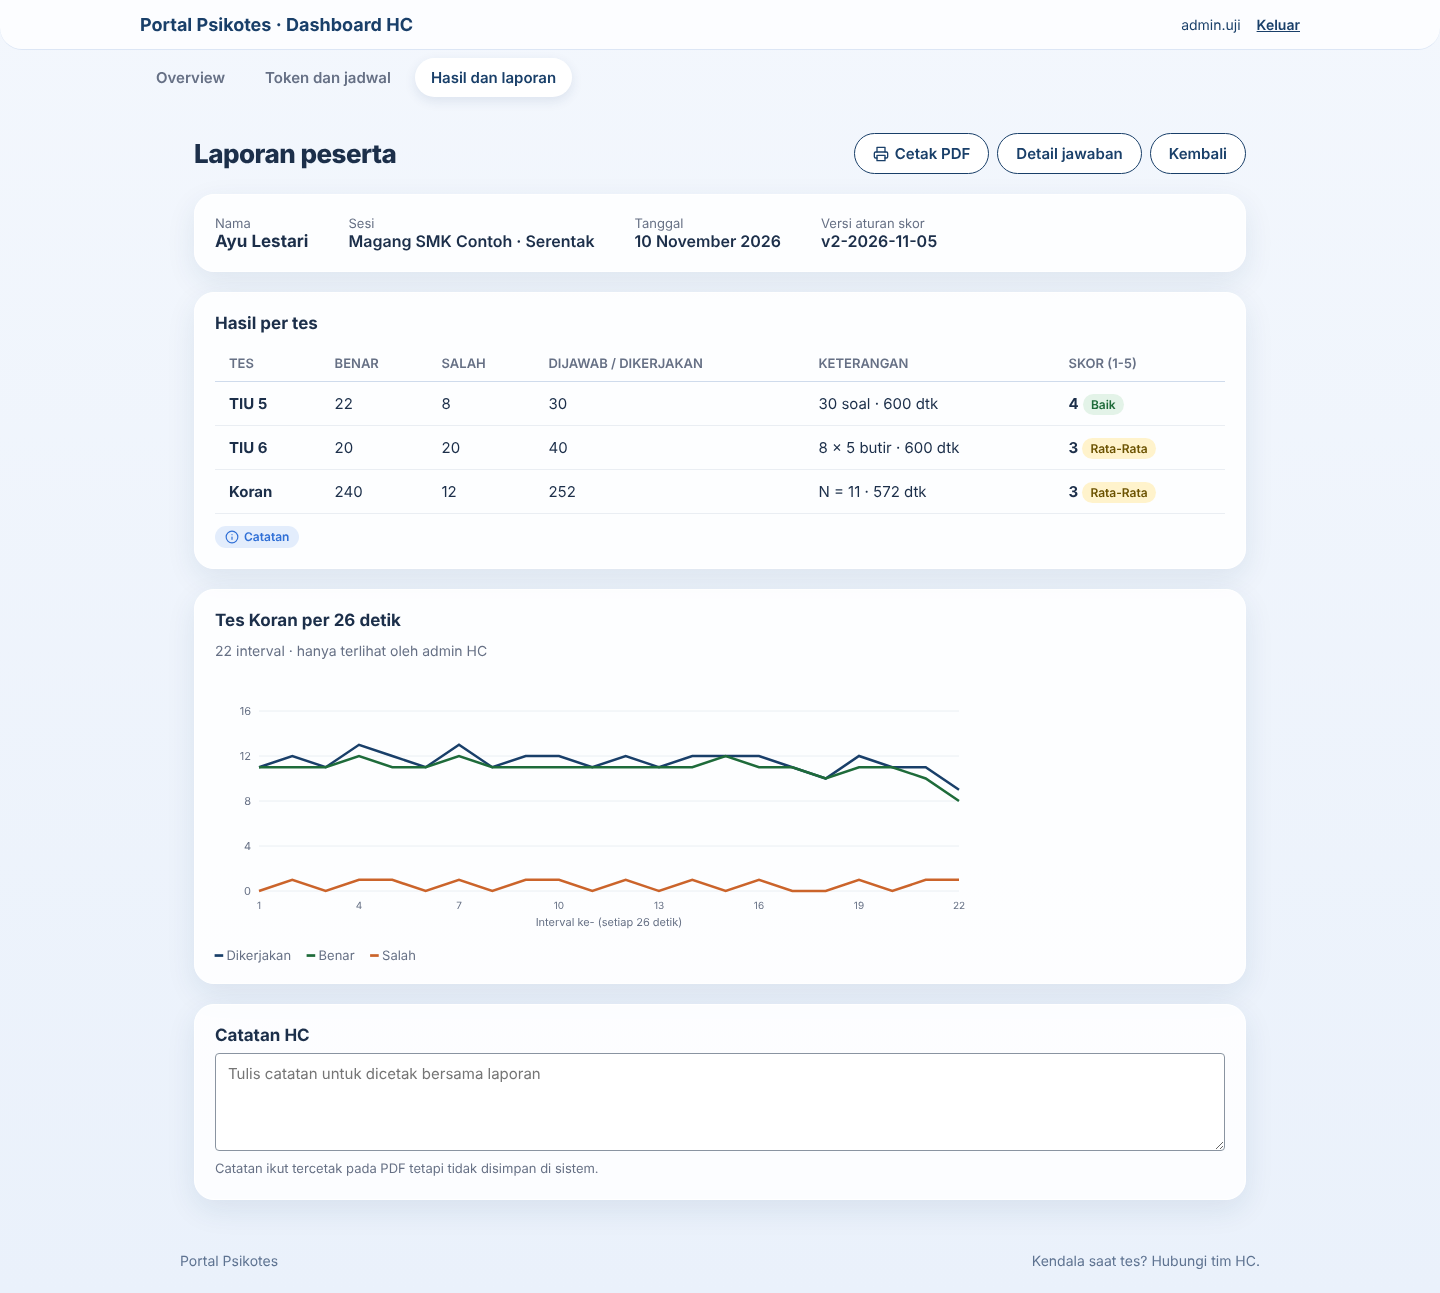 Portal Psikotes · Dashboard HC
admin.uji Keluar
Overview Token dan jadwal Hasil dan laporan
Laporan peserta
Cetak PDF Detail jawaban Kembali
Nama Sesi Tanggal Versi aturan skor
Ayu Lestari Magang SMK Contoh · Serentak 10 November 2026 v2-2026-11-05
Hasil per tes
TES BENAR SALAH DIJAWAB / DIKERJAKAN KETERANGAN SKOR (1-5)
TIU 5 22 8 30 30 soal · 600 dtk 4 Baik
TIU 6 20 20 40 8 × 5 butir · 600 dtk 3 Rata-Rata
Koran 240 12 252 N = 11 · 572 dtk 3 Rata-Rata
Catatan
Tes Koran per 26 detik
22 interval · hanya terlihat oleh admin HC
16
12
8
4
0
1 4 7 10 13 16 19 22
Interval ke- (setiap 26 detik)
Dikerjakan Benar Salah
Catatan HC
Tulis catatan untuk dicetak bersama laporan
Catatan ikut tercetak pada PDF tetapi tidak disimpan di sistem.
Portal Psikotes Kendala saat tes? Hubungi tim HC.